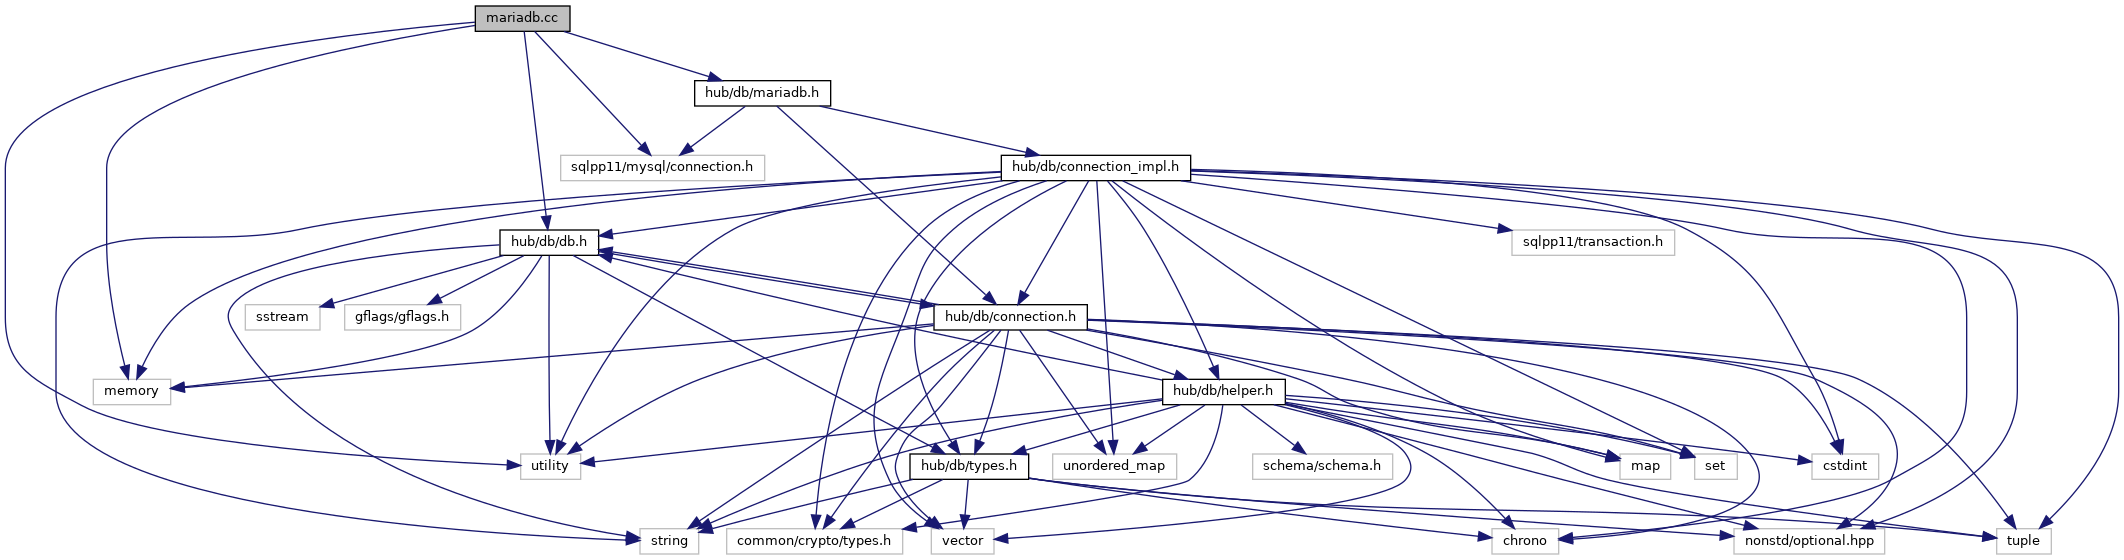 mariadb.cc
hub/db/mariadb.h
sqlpp11/mysql/connection.h
hub/db/connection_impl.h
hub/db/db.h
sqlpp11/transaction.h
sstream
gflags/gflags.h
hub/db/connection.h
memory
hub/db/helper.h
utility
hub/db/types.h
unordered_map
schema/schema.h
map
set
cstdint
string
common/crypto/types.h
vector
chrono
nonstd/optional.hpp
tuple